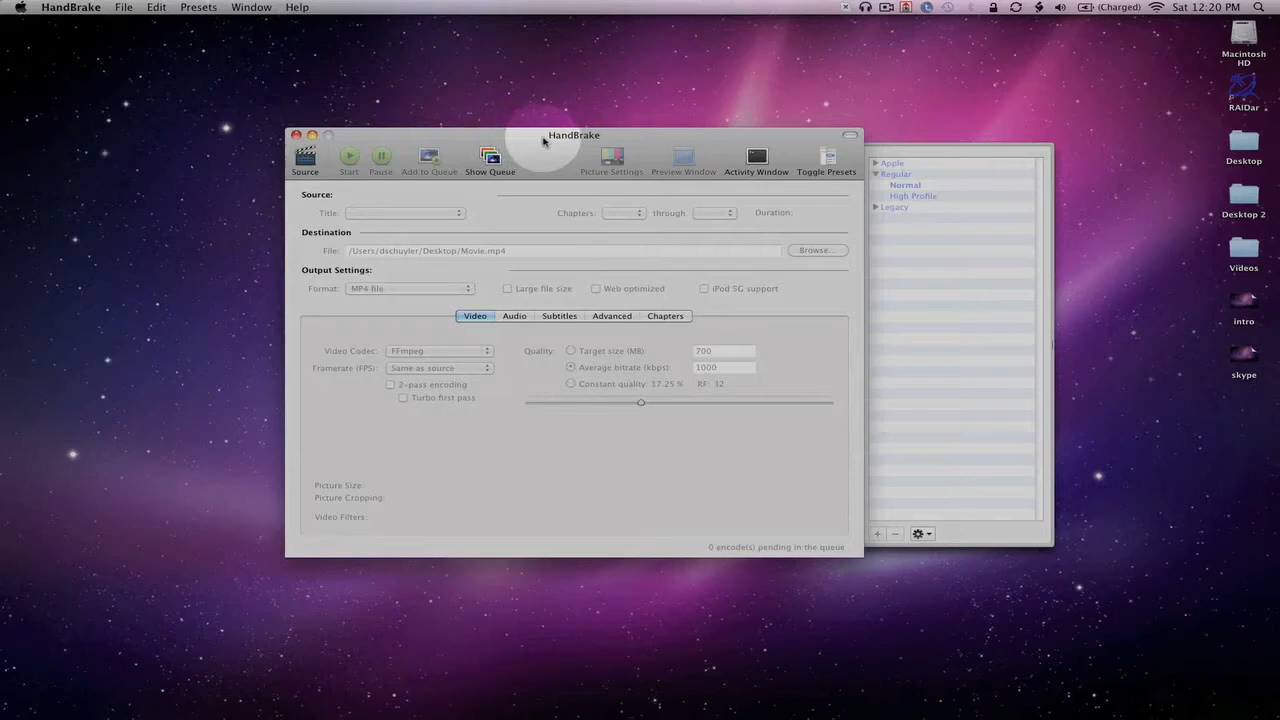 HandBrake File Edit Presets Window Help (Charged) Sat 12:20 PM
Macintosh HD
RAIDar
Desktop
Desktop 2
Videos
intro
skype
HandBrake
Source Start Pause Add to Queue Show Queue Picture Settings Preview Window Activity Window Toggle Presets
Source:
Title: Chapters: through Duration:
Destination
File: /Users/dschuyler/Desktop/Movie.mp4 Browse...
Output Settings:
Format: MP4 file Large file size Web optimized iPod 5G support
Video Audio Subtitles Advanced Chapters
Video Codec: FFmpeg Quality: Target size (MB): 700
Framerate (FPS): Same as source Average bitrate (kbps): 1000
2-pass encoding Constant quality: 17.25 % RF: 32
Turbo first pass
Picture Size:
Picture Cropping:
Video Filters:
0 encode(s) pending in the queue
Apple
Regular
Normal
High Profile
Legacy